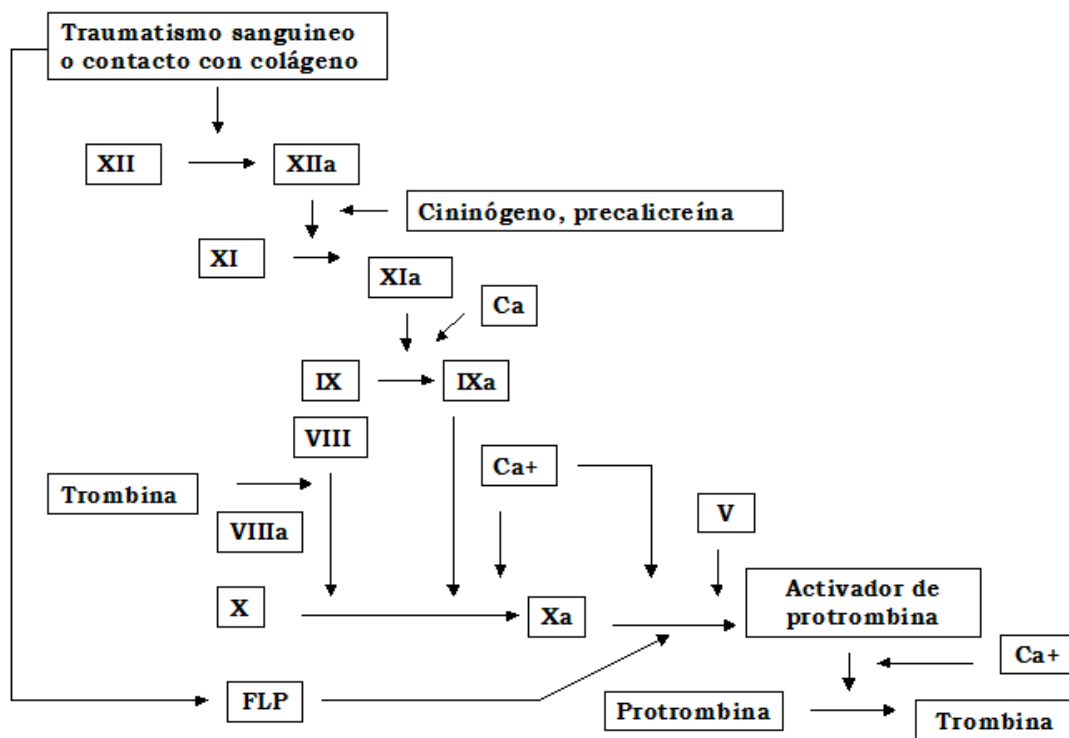 Traumatismo sanguineo
o contacto con colágeno
XII
XIIa
Cininógeno, precalicreína
XI
XIa
Ca
IX
IXa
VIII
Ca+
Trombina
V
VIIIa
X
Xa
Activador de
protrombina
Ca+
FLP
Protrombina
Trombina